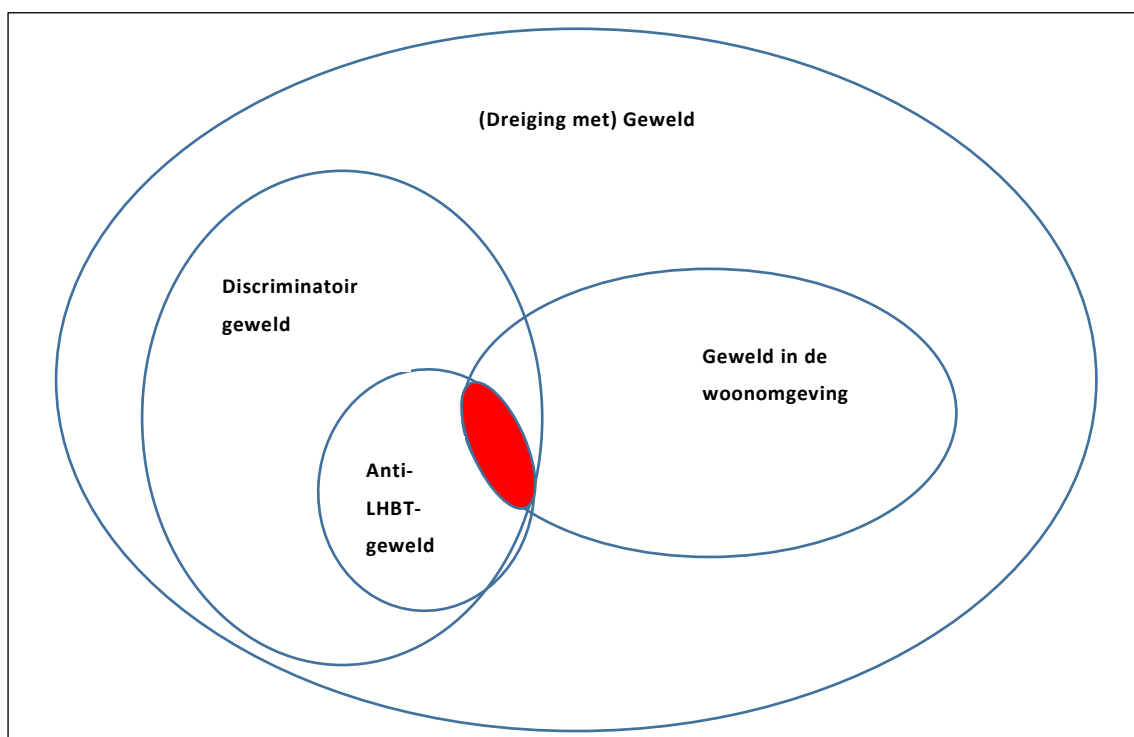 (Dreiging met) Geweld
Discriminatoir
geweld
Geweld in de
woonomgeving
Anti-
LHBT-
geweld